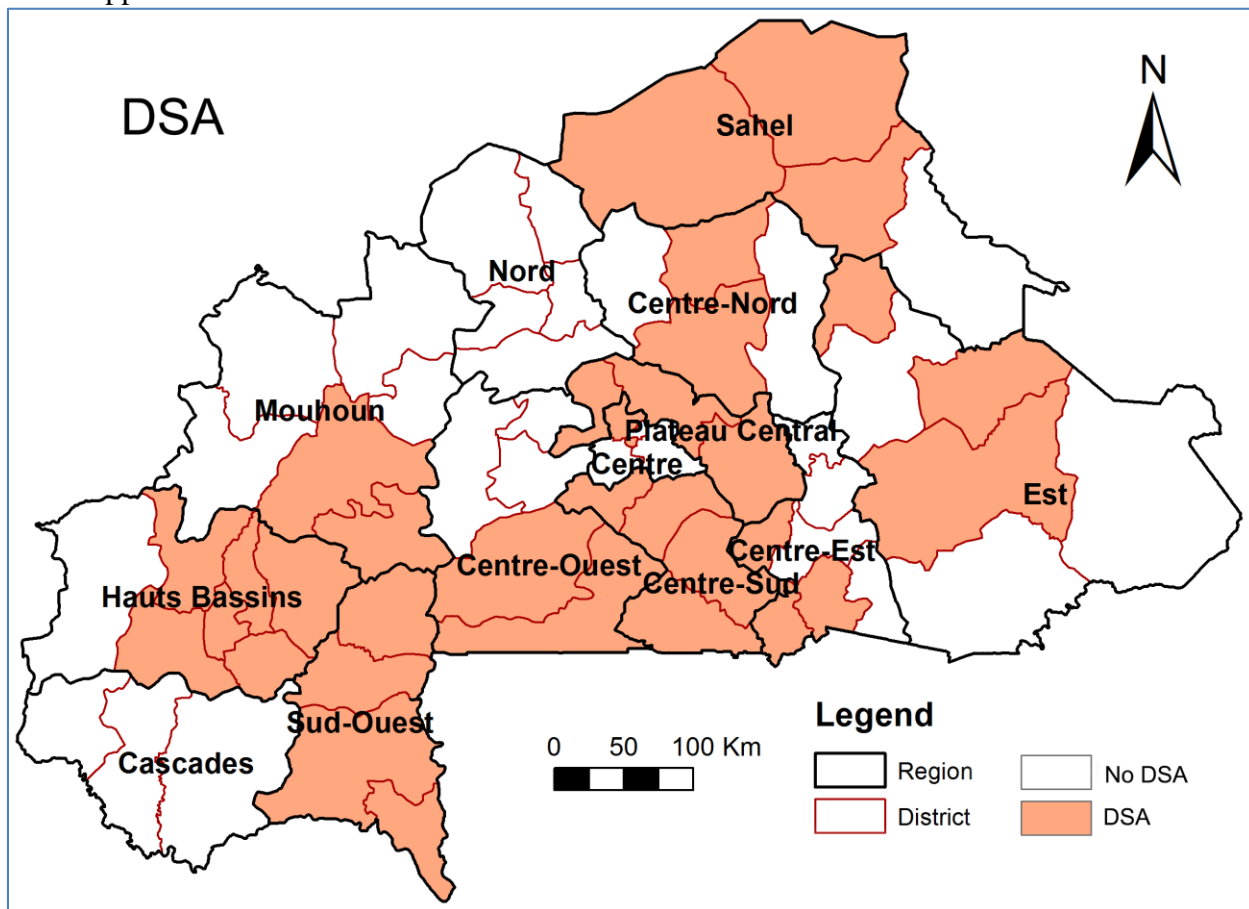 DSA
N
Sahel
Nord
Centre-Nord
Mouhoun
Plateau Central
Centre
Est
Centre-Ouest
Centre-Est
Centre-Sud
Hauts Bassins
Sud-Ouest
Cascades
0 50 100 Km
Legend
Region
No DSA
District
DSA